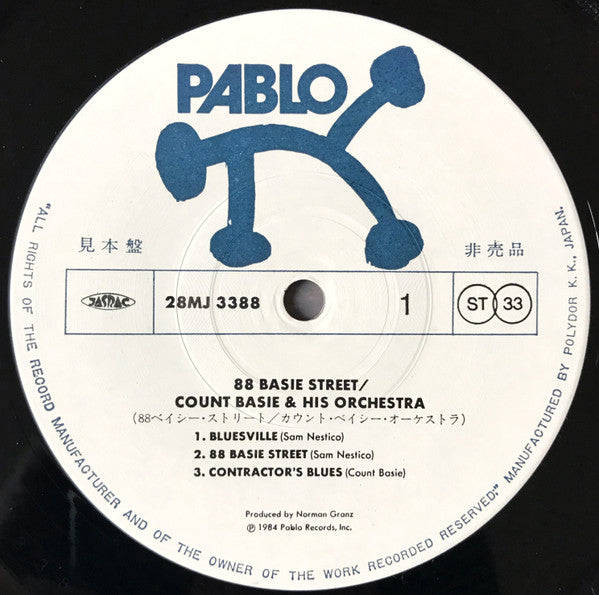 PABLO
見本盤
非売品
JASRAC
28MJ 3388
1
ST 33
88 BASIE STREET/
COUNT BASIE & HIS ORCHESTRA
(88ベイシー・ストリート/カウント・ベイシー・オーケストラ)
1. BLUESVILLE (Sam Nestico)
2. 88 BASIE STREET (Sam Nestico)
3. CONTRACTOR'S BLUES (Count Basie)
Produced by Norman Granz
℗ 1984 Pablo Records, Inc.
"ALL RIGHTS OF THE RECORD MANUFACTURER AND OF THE OWNER OF THE WORK RECORDED RESERVED;" MANUFACTURED BY POLYDOR K. K., JAPAN.